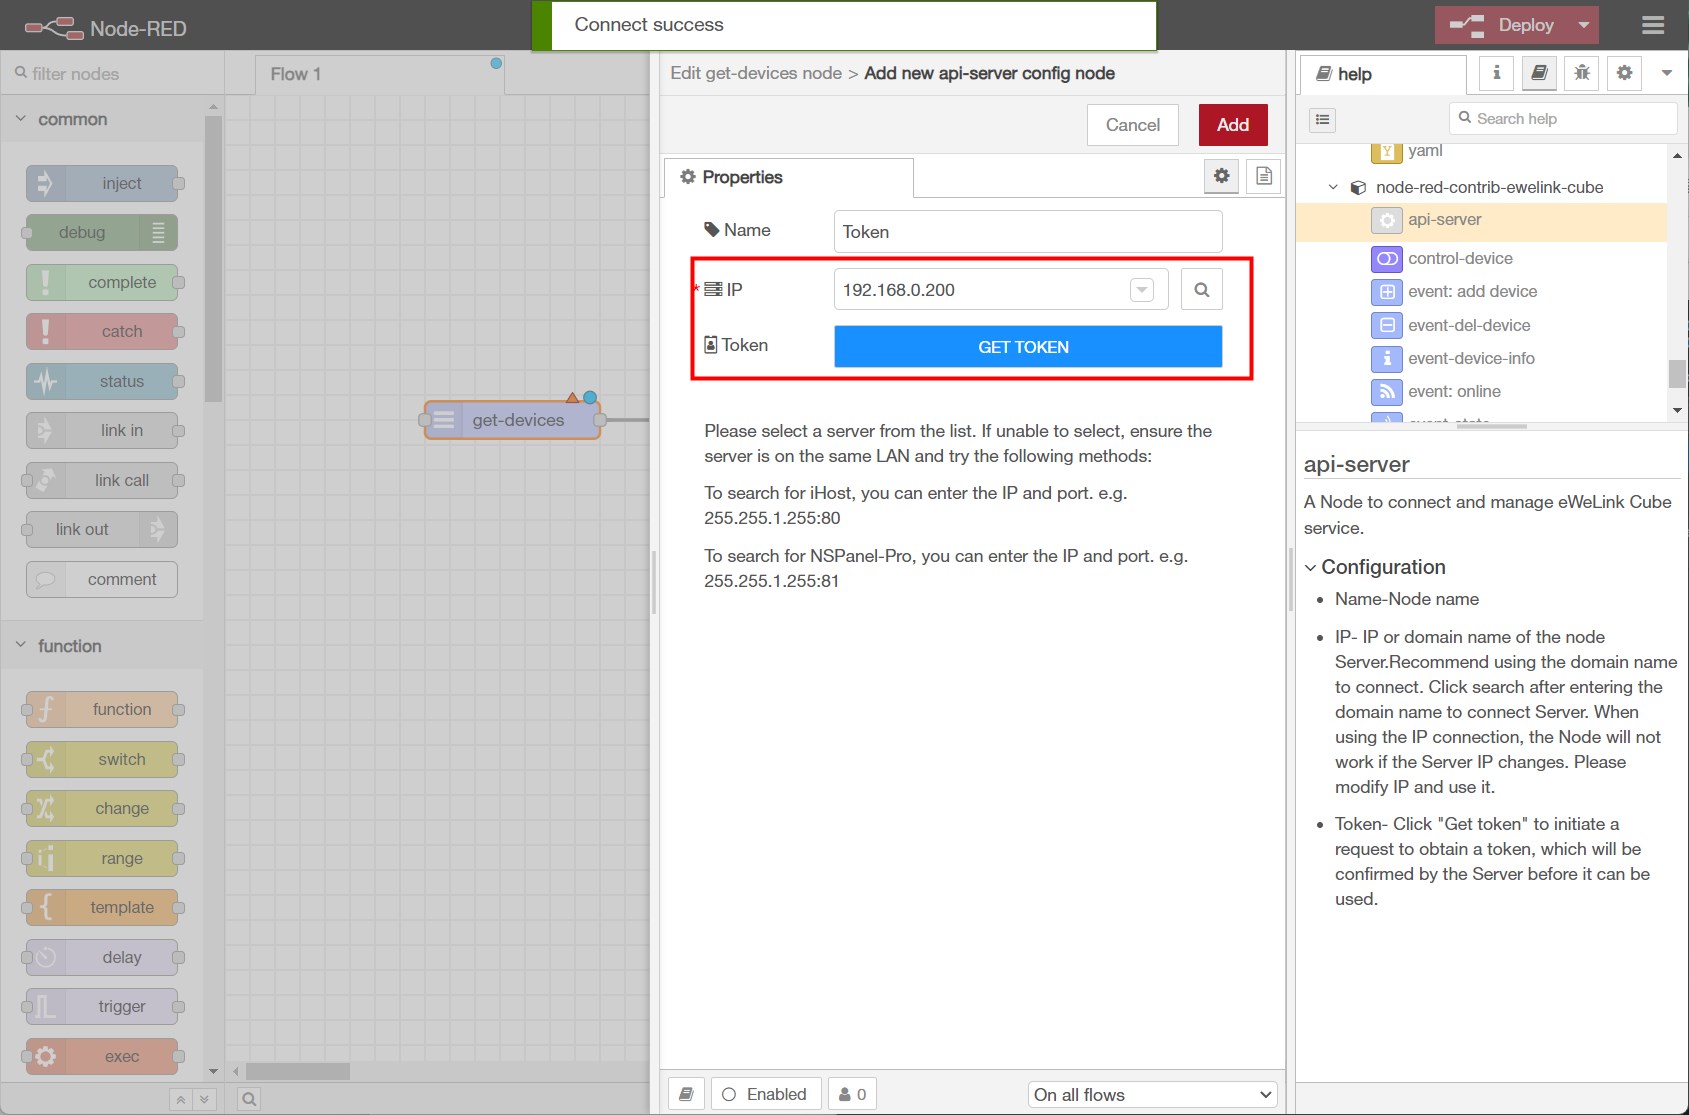 Node-RED
Connect success
Deploy
filter nodes
Flow 1
common
inject
debug
complete
catch
status
link in
link call
link out
comment
function
function
switch
change
range
template
delay
trigger
exec
get-devices
Edit get-devices node > Add new api-server config node
Cancel
Add
Properties
Name
Token
* IP
192.168.0.200
Token
GET TOKEN
Please select a server from the list. If unable to select, ensure the
server is on the same LAN and try the following methods:
To search for iHost, you can enter the IP and port. e.g.
255.255.1.255:80
To search for NSPanel-Pro, you can enter the IP and port. e.g.
255.255.1.255:81
Enabled
0
On all flows
help
Search help
yaml
node-red-contrib-ewelink-cube
api-server
control-device
event: add device
event-del-device
event-device-info
event: online
api-server
A Node to connect and manage eWeLink Cube
service.
Configuration
• Name-Node name
• IP- IP or domain name of the node
Server.Recommend using the domain name
to connect. Click search after entering the
domain name to connect Server. When
using the IP connection, the Node will not
work if the Server IP changes. Please
modify IP and use it.
• Token- Click "Get token" to initiate a
request to obtain a token, which will be
confirmed by the Server before it can be
used.